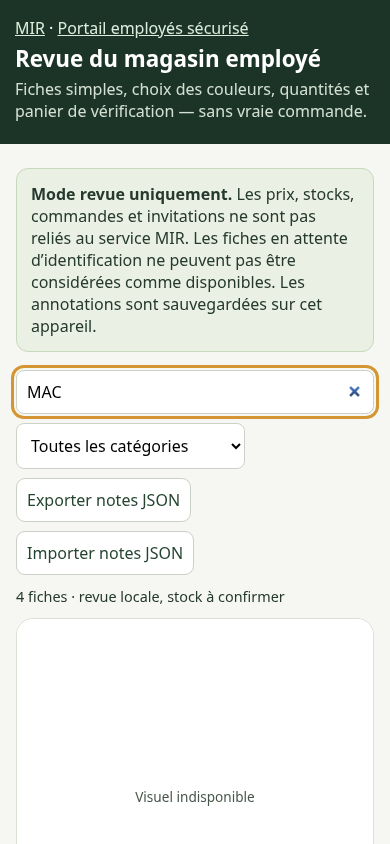 MIR · Portail employés sécurisé
Revue du magasin employé
Fiches simples, choix des couleurs, quantités et
panier de vérification — sans vraie commande.
Mode revue uniquement. Les prix, stocks,
commandes et invitations ne sont pas
reliés au service MIR. Les fiches en attente
d’identification ne peuvent pas être
considérées comme disponibles. Les
annotations sont sauvegardées sur cet
appareil.
MAC
Toutes les catégories
Exporter notes JSON
Importer notes JSON
4 fiches · revue locale, stock à confirmer
Visuel indisponible